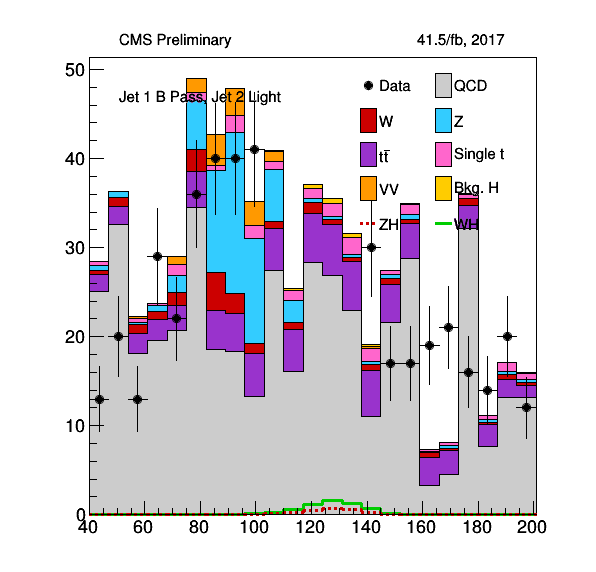 CMS Preliminary 41.5/fb, 2017
Jet 1 B Pass, Jet 2 Light
Data QCD
W Z
tt̄ Single t
VV Bkg. H
ZH WH
50
40
30
20
10
0
40 60 80 100 120 140 160 180 200